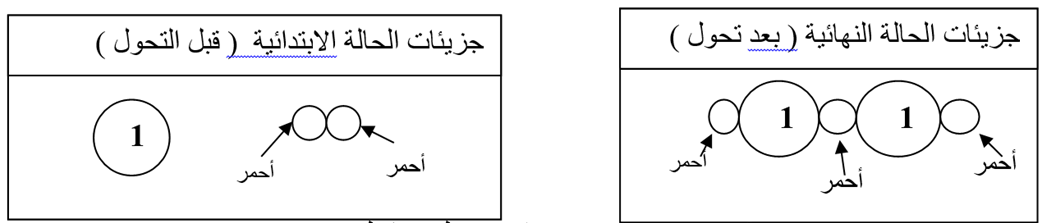 جزيئات الحالة الابتدائية ( قبل التحول )
1
أحمر
أحمر
جزيئات الحالة النهائية ( بعد تحول )
1
1
أحمر
أحمر
أحمر